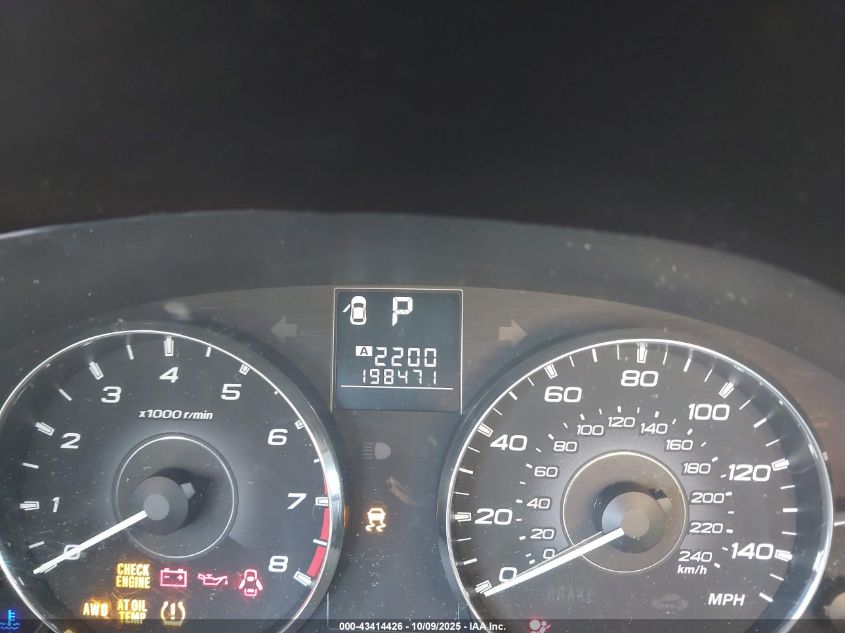 P
A 2200
198471
x1000 r/min
0 1 2 3 4 5 6 7 8
CHECK
ENGINE
AWD
AT OIL
TEMP
0 20 40 60 80 100 120 140
0 20 40 60 80 100 120 140 160 180 200 220 240
km/h
MPH
BRAKE
000-43414426 - 10/09/2025 - IAA Inc.